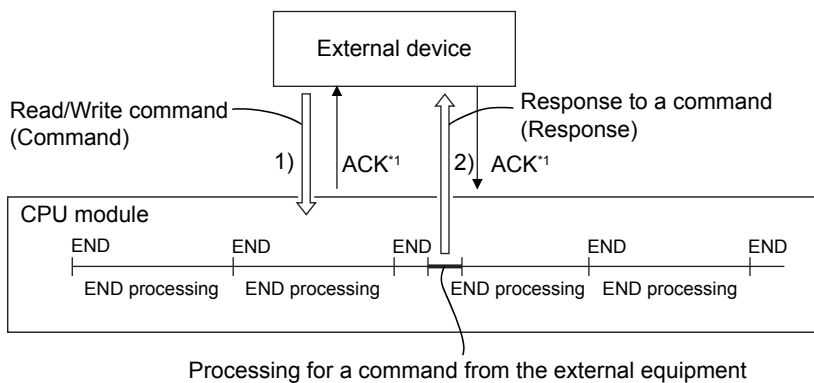 External device
Read/Write command
(Command)
Response to a command
(Response)
1)
ACK*1
2)
ACK*1
CPU module
END
END
END
END
END
END processing
END processing
END processing
END processing
Processing for a command from the external equipment